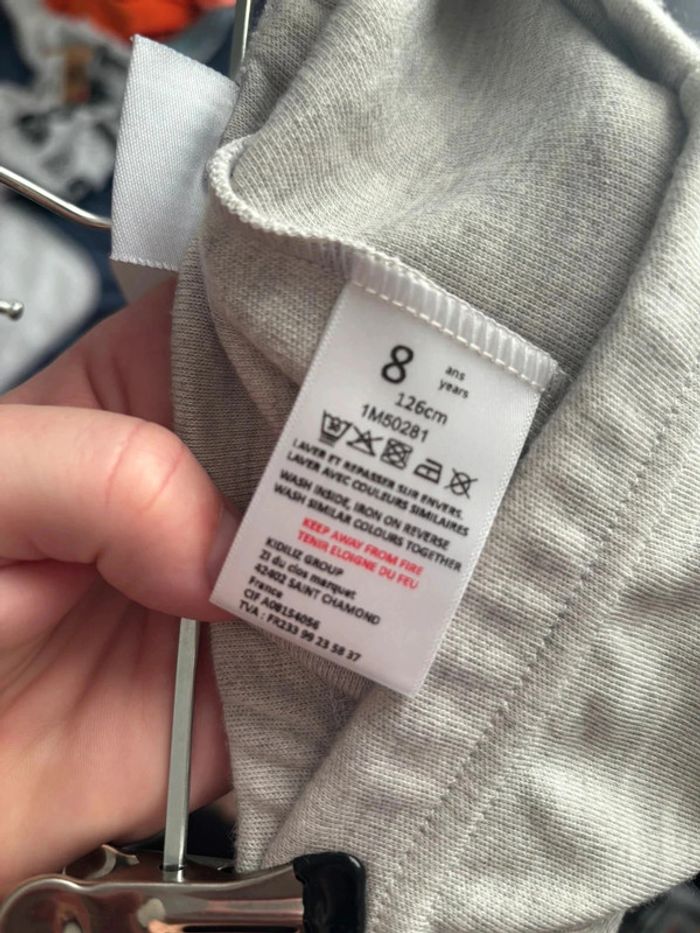 8 ans
years
126cm
1M50281
LAVER ET REPASSER SUR ENVERS.
LAVER AVEC COULEURS SIMILAIRES
WASH INSIDE, IRON ON REVERSE
WASH SIMILAR COLOURS TOGETHER
KEEP AWAY FROM FIRE
TENIR ELOIGNE DU FEU
KIDILIZ GROUP
ZI du clos marquet
42402 SAINT CHAMOND
France
CIF A08154056
TVA : FR233 99 23 58 37